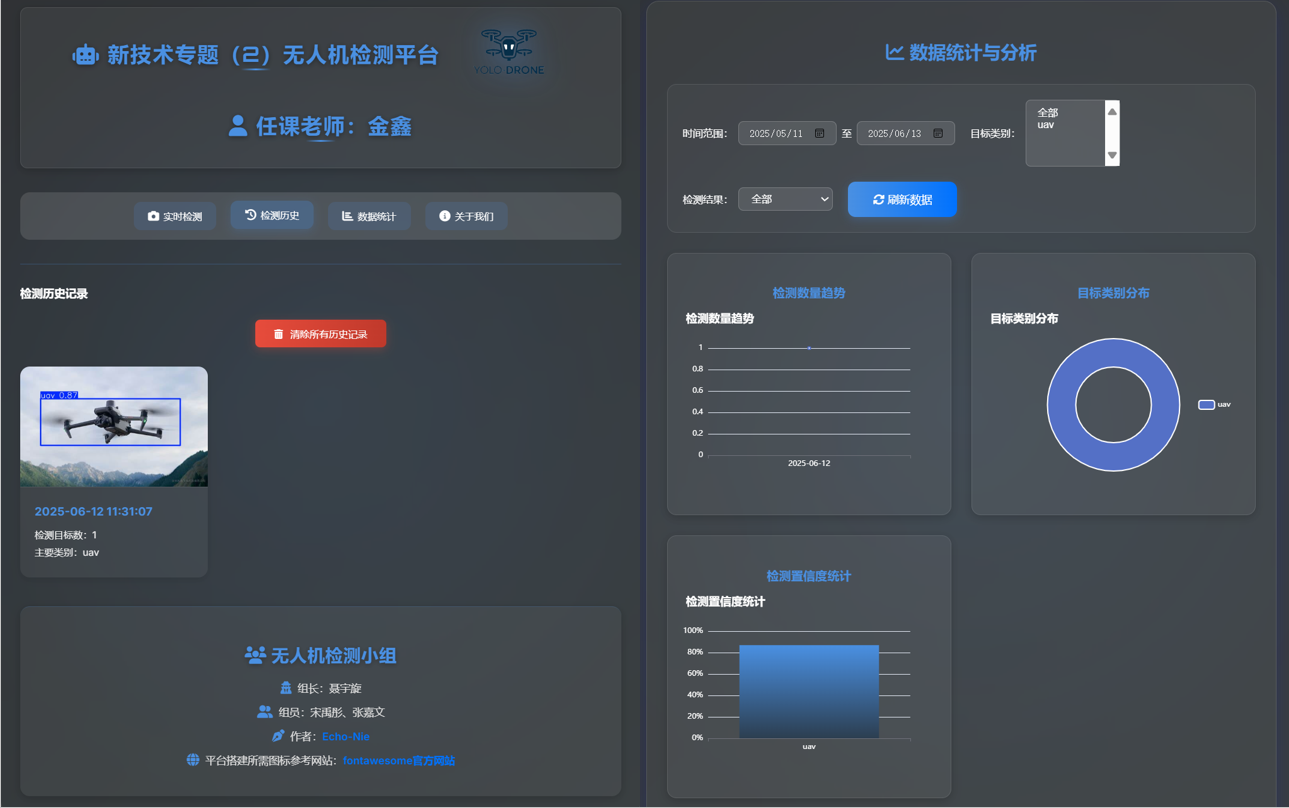 新技术专题（2）无人机检测平台
YOLO DRONE
任课老师：金鑫
实时检测
检测历史
数据统计
关于我们
检测历史记录
清除所有历史记录
uav 0.87
2025-06-12 11:31:07
检测目标数：1
主要类别：uav
无人机检测小组
组长：聂宇旋
组员：宋禹彤、张嘉文
作者：Echo-Nie
平台搭建所需图标参考网站：fontawesome官方网站
数据统计与分析
时间范围： 2025/05/11 至 2025/06/13 目标类别：
全部
uav
检测结果： 全部 刷新数据
检测数量趋势
检测数量趋势
1
0.8
0.6
0.4
0.2
0
2025-06-12
目标类别分布
目标类别分布
uav
检测置信度统计
检测置信度统计
100%
80%
60%
40%
20%
0%
uav